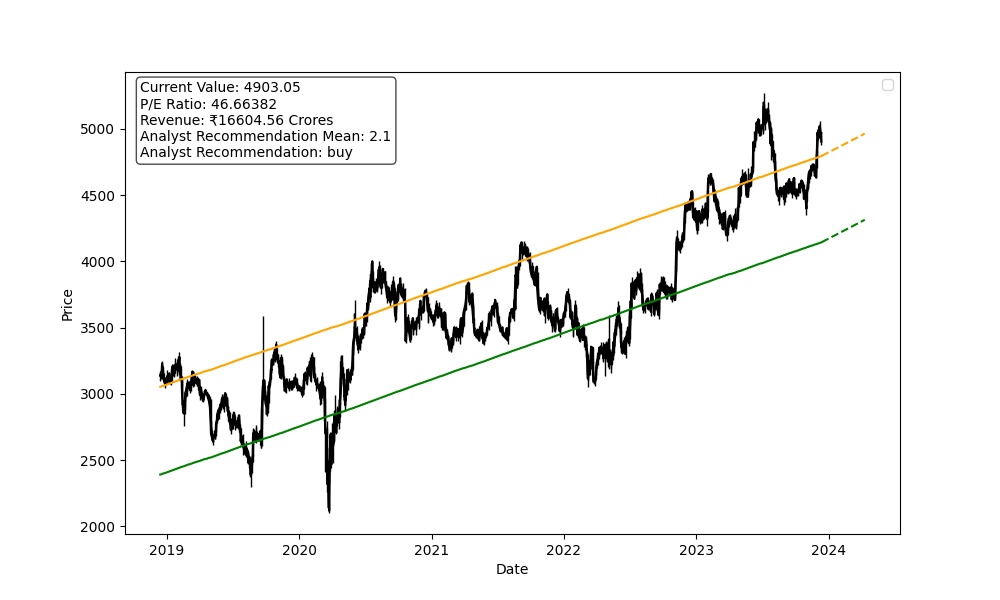 Current Value: 4903.05
P/E Ratio: 46.66382
Revenue: ₹16604.56 Crores
Analyst Recommendation Mean: 2.1
Analyst Recommendation: buy
5000
4500
4000
3500
3000
2500
2000
Price
2019 2020 2021 2022 2023 2024
Date